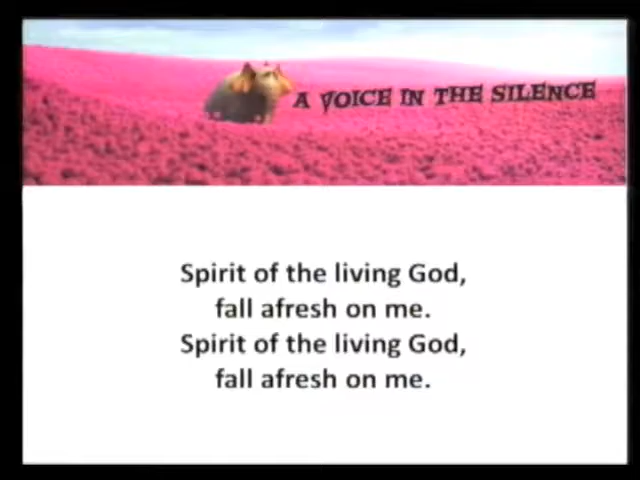 A VOICE IN THE SILENCE
Spirit of the living God,
fall afresh on me.
Spirit of the living God,
fall afresh on me.